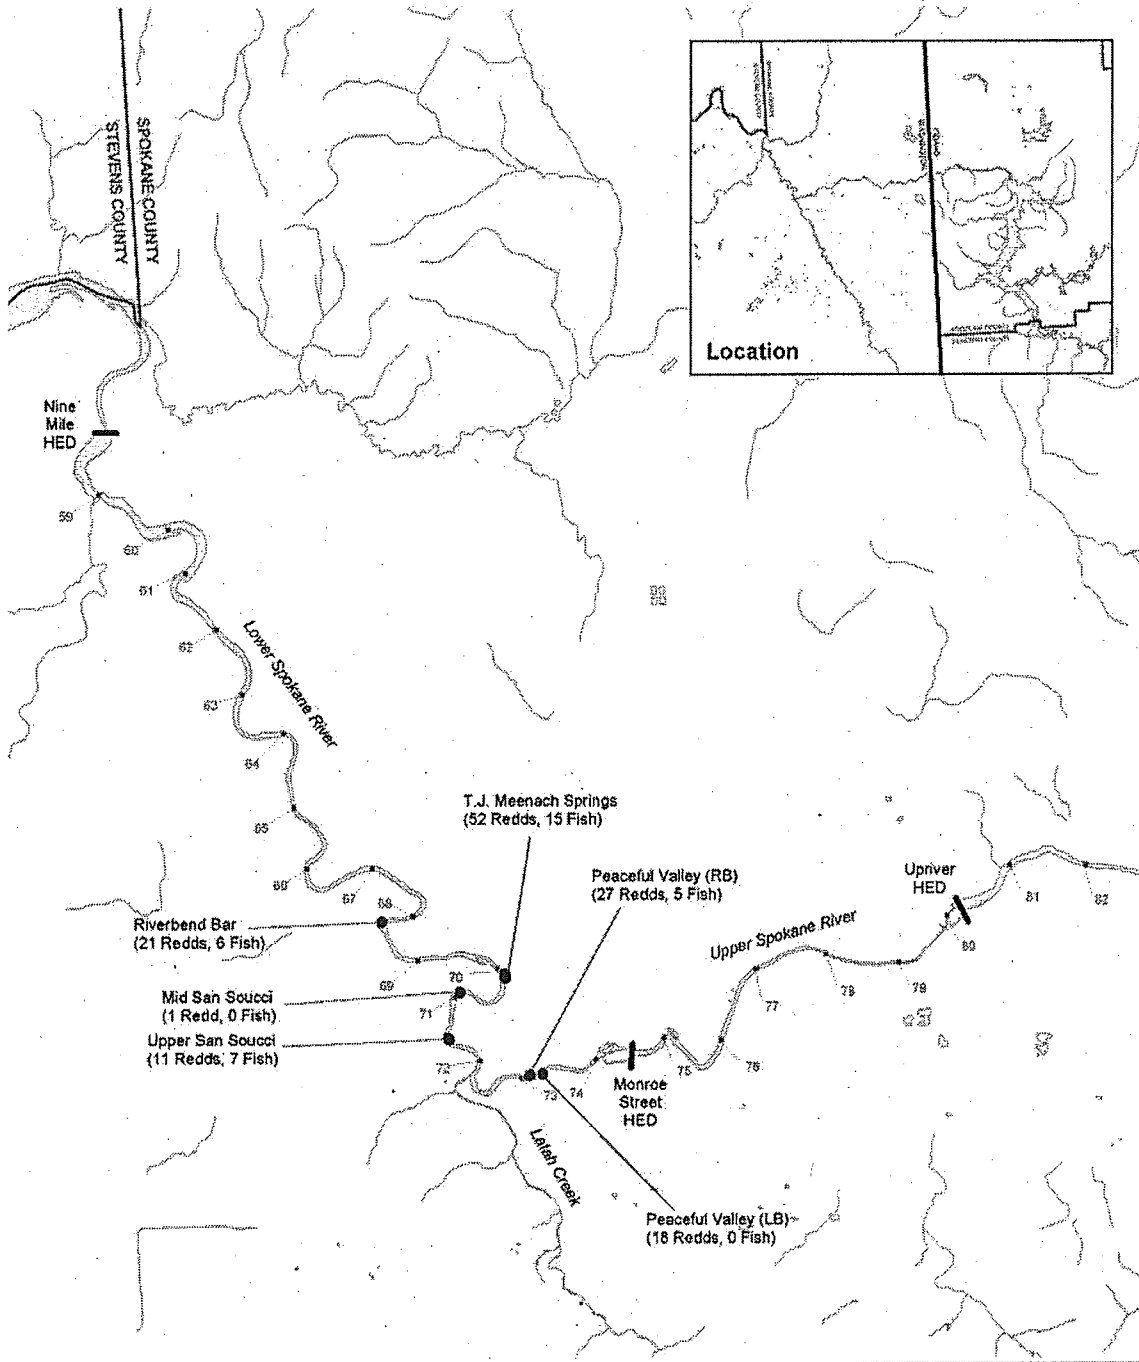 STEVENS COUNTY
SPOKANE COUNTY
Location
Nine
Mile
HED
59
60
61
62
Lower Spokane River
63
64
65
T.J. Meenach Springs
(52 Redds, 15 Fish)
66
67
68
Peaceful Valley (RB)
(27 Redds, 5 Fish)
Upriver
HED
81
82
Riverbend Bar
(21 Redds, 6 Fish)
Upper Spokane River
80
69
70
77
78
79
Mid San Soucci
(1 Redd, 0 Fish)
71
Upper San Soucci
(11 Redds, 7 Fish)
72
73
74
75
76
Monroe
Street
HED
Latah Creek
Peaceful Valley (LB)
(18 Redds, 0 Fish)